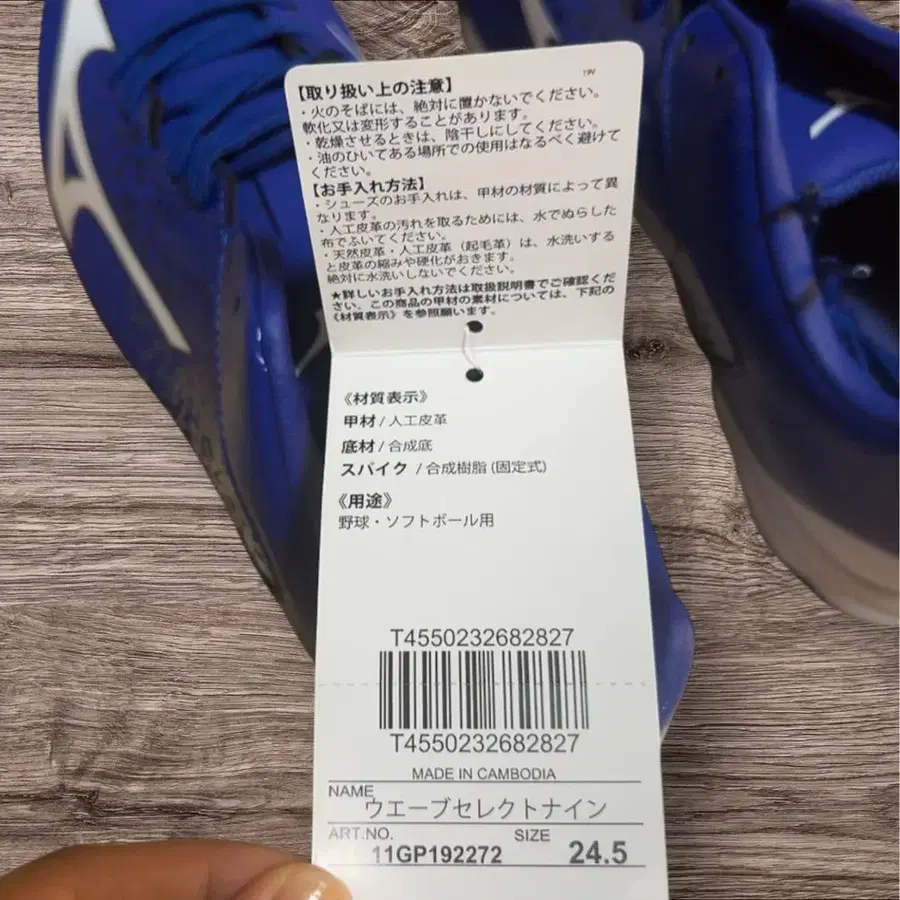 19V
【取り扱い上の注意】
・火のそばには、絶対に置かないでください。
軟化又は変形することがあります。
・乾燥させるときは、陰干しにしてください。
・油のひいてある場所での使用はなるべく避けて
ください。
【お手入れ方法】
・シューズのお手入れは、甲材の材質によって異
なります。
・人工皮革の汚れを取るためには、水でぬらした
布でふいてください。
・天然皮革・人工皮革（起毛革）は、水洗いする
と皮革の縮みや硬化がおきます。
絶対に水洗いしないでください。
★詳しいお手入れ方法は取扱説明書でご確認くだ
さい。この商品の甲材の素材については、下記の
《材質表示》を参照願います。
《材質表示》
甲材/人工皮革
底材/合成底
スパイク /合成樹脂(固定式)
《用途》
野球・ソフトボール用
T4550232682827
T4550232682827
MADE IN CAMBODIA
NAME
ウエーブセレクトナイン
ART.NO. SIZE
11GP192272 24.5